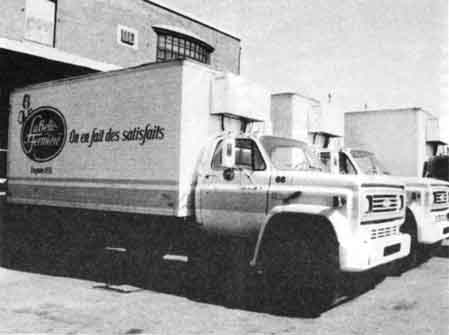 La Belle
Fermière
On en fait des satisfaits